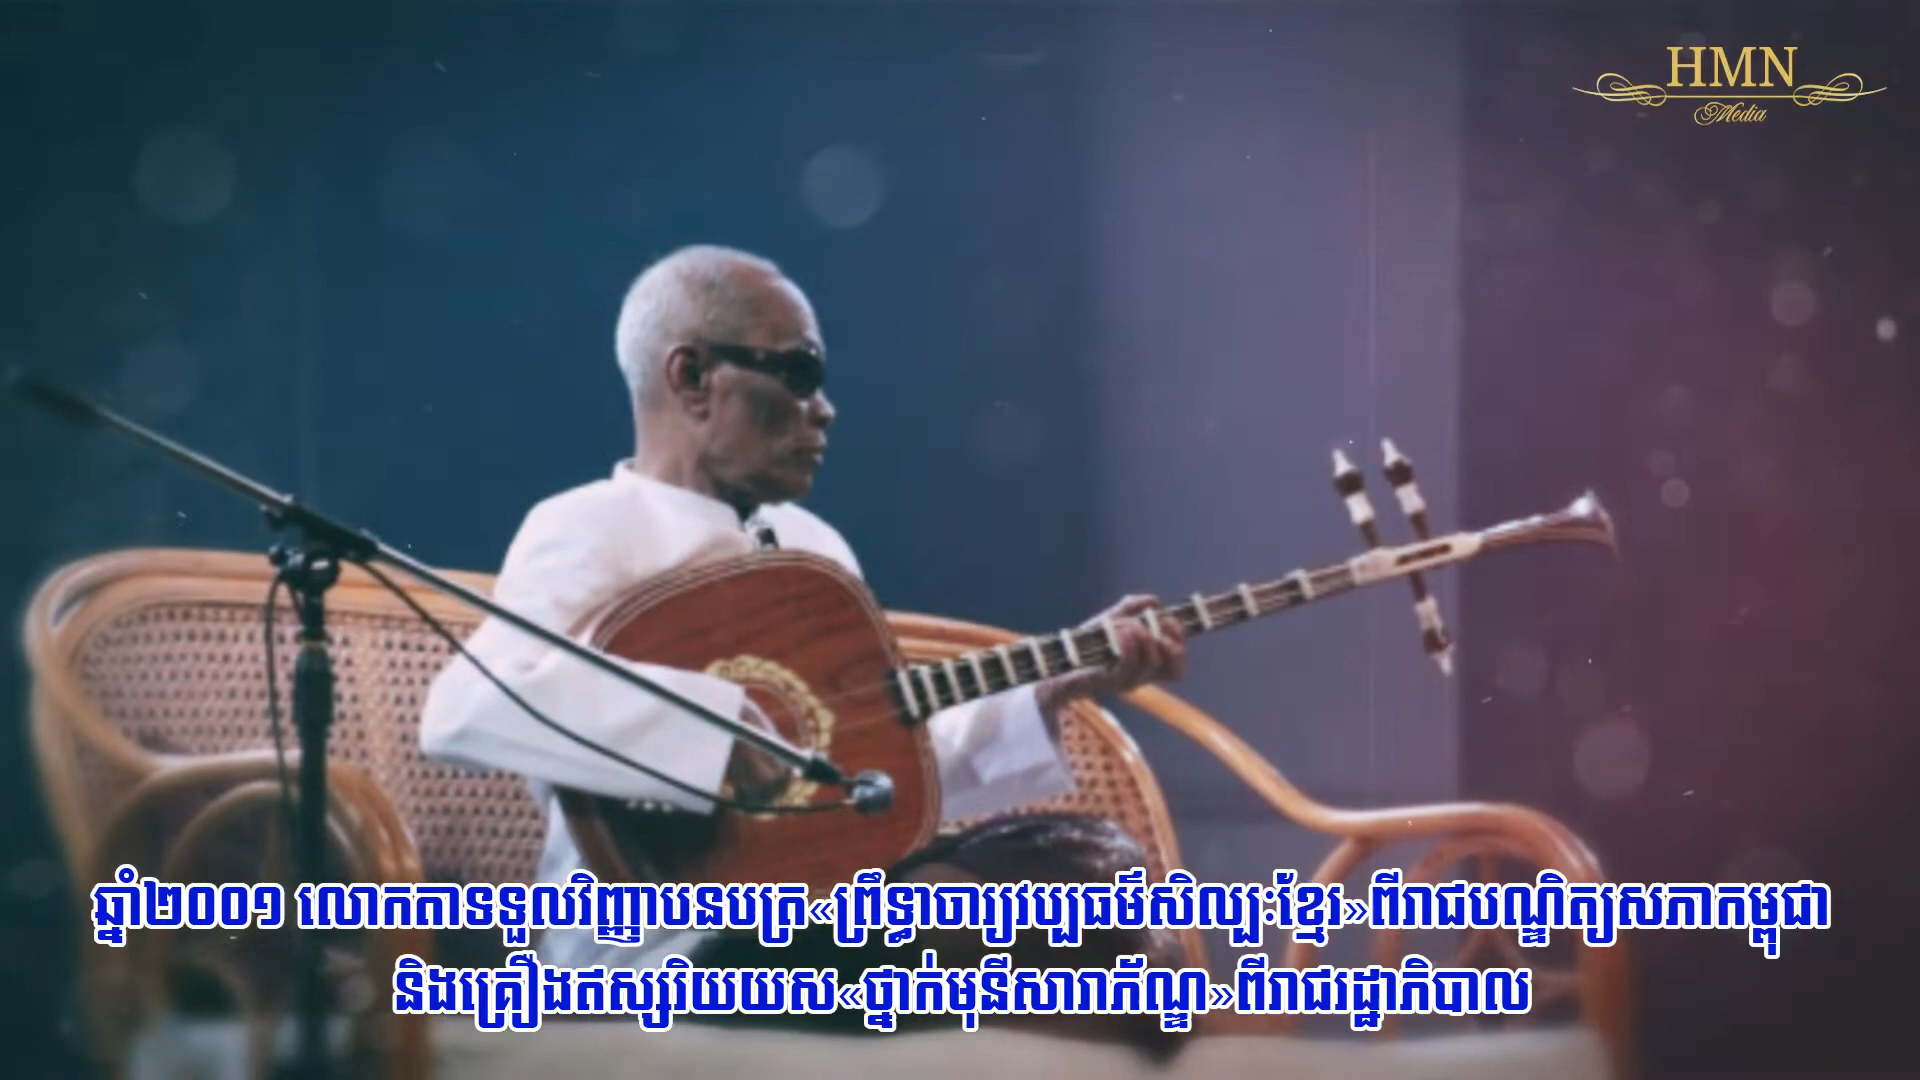 HMN
Media
ឆ្នាំ២០០១ លោកតាទទួលវិញ្ញាបនបត្រ«ព្រឹទ្ធាចារ្យវប្បធម៌សិល្បៈខ្មែរ»ពីរាជបណ្ឌិត្យសភាកម្ពុជា
និងគ្រឿងឥស្សរិយយស«ថ្នាក់មុនីសារាភ័ណ្ឌ»ពីរាជរដ្ឋាភិបាល